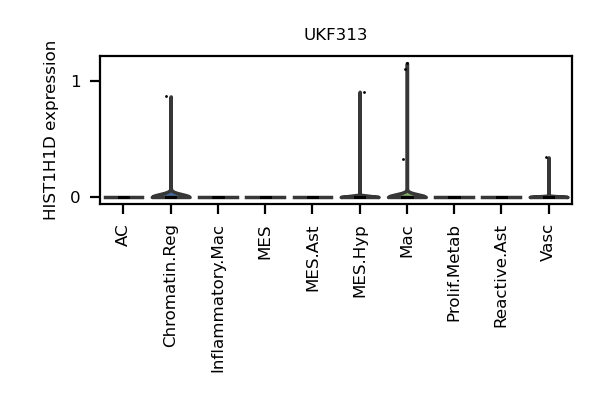 UKF313
HIST1H1D expression
1
0
AC
Chromatin.Reg
Inflammatory.Mac
MES
MES.Ast
MES.Hyp
Mac
Prolif.Metab
Reactive.Ast
Vasc